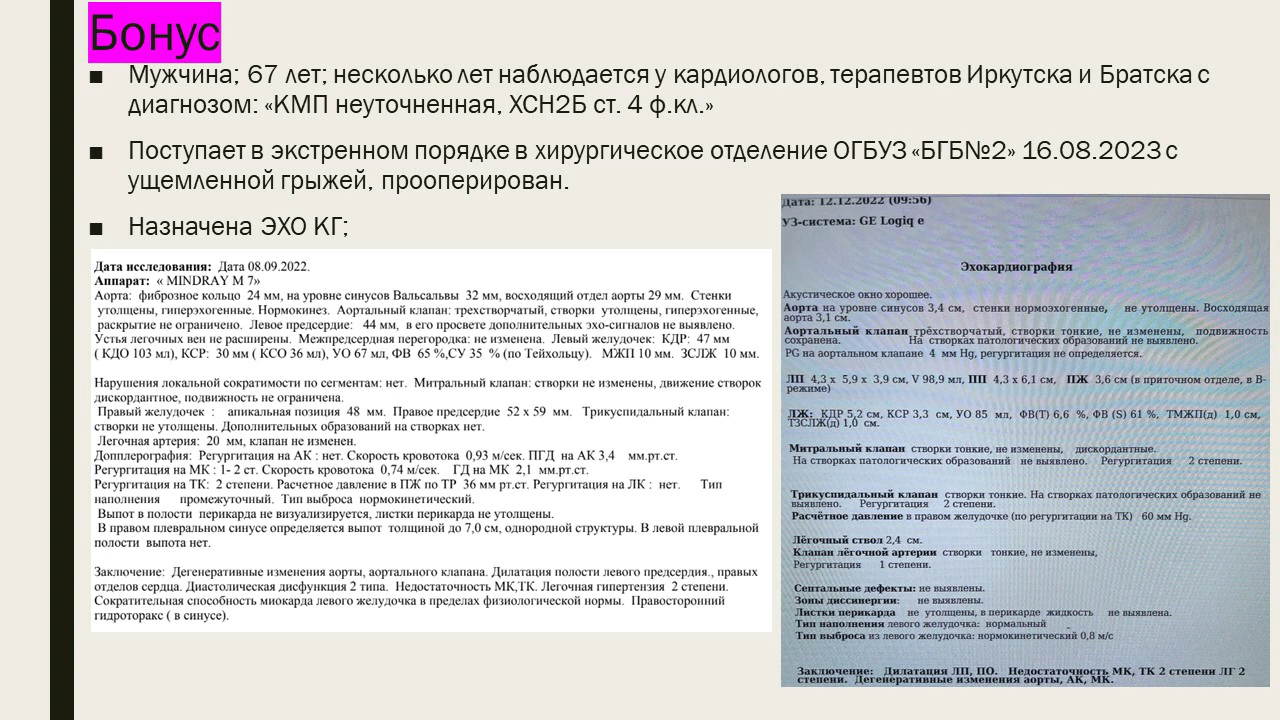 Бонус
■ Мужчина; 67 лет; несколько лет наблюдается у кардиологов, терапевтов Иркутска и Братска с
диагнозом: «КМП неуточненная, ХСН2Б ст. 4 ф.кл.»
■ Поступает в экстренном порядке в хирургическое отделение ОГБУЗ «БГБ№2» 16.08.2023 с
ущемленной грыжей, прооперирован.
■ Назначена ЭХО КГ;
Дата исследования: Дата 08.09.2022.
Аппарат: « MINDRAY M 7»
Аорта: фиброзное кольцо 24 мм, на уровне синусов Вальсальвы 32 мм, восходящий отдел аорты 29 мм. Стенки
утолщены, гиперэхогенные. Нормокинез. Аортальный клапан: трехстворчатый, створки утолщены, гиперэхогенные,
раскрытие не ограничено. Левое предсердие: 44 мм, в его просвете дополнительных эхо-сигналов не выявлено.
Устья легочных вен не расширены. Межпредсердная перегородка: не изменена. Левый желудочек: КДР: 47 мм
( КДО 103 мл), КСР: 30 мм ( КСО 36 мл), УО 67 мл, ФВ 65 %,СУ 35 % (по Тейхольцу). МЖП 10 мм. ЗСЛЖ 10 мм.
Нарушения локальной сократимости по сегментам: нет. Митральный клапан: створки не изменены, движение створок
дискордантное, подвижность не ограничена.
Правый желудочек : апикальная позиция 48 мм. Правое предсердие 52 х 59 мм. Трикуспидальный клапан:
створки не утолщены. Дополнительных образований на створках нет.
Легочная артерия: 20 мм, клапан не изменен.
Допплерография: Регургитация на АК : нет. Скорость кровотока 0,93 м/сек. ПГД на АК 3,4 мм.рт.ст.
Регургитация на МК : 1- 2 ст. Скорость кровотока 0,74 м/сек. ГД на МК 2,1 мм.рт.ст.
Регургитация на ТК: 2 степени. Расчетное давление в ПЖ по ТР 36 мм рт.ст. Регургитация на ЛК : нет. Тип
наполнения промежуточный. Тип выброса нормокинетический.
Выпот в полости перикарда не визуализируется, листки перикарда не утолщены.
В правом плевральном синусе определяется выпот толщиной до 7,0 см, однородной структуры. В левой плевральной
полости выпота нет.
Заключение: Дегенеративные изменения аорты, аортального клапана. Дилатация полости левого предсердия., правых
отделов сердца. Диастолическая дисфункция 2 типа. Недостаточность МК,ТК. Легочная гипертензия 2 степени.
Сократительная способность миокарда левого желудочка в пределах физиологической нормы. Правосторонний
гидроторакс ( в синусе).
Дата: 12.12.2022 (09:56)
УЗ-система: GE Logiq e
Эхокардиография
Акустическое окно хорошее.
Аорта на уровне синусов 3,4 см, стенки нормоэхогенные, не утолщены. Восходящая
аорта 3,1 см.
Аортальный клапан трёхстворчатый, створки тонкие, не изменены, подвижность
сохранена. На створках патологических образований не выявлено.
PG на аортальном клапане 4 мм Hg, регургитация не определяется.
ЛП 4,3 х 5,9 х 3,9 см, V 98,9 мл, ПП 4,3 х 6,1 см, ПЖ 3,6 см (в приточном отделе, в В-
режиме)
ЛЖ: КДР 5,2 см, КСР 3,3 см, УО 85 мл, ФВ(Т) 6,6 %, ФВ (S) 61 %, ТМЖП(д) 1,0 см,
ТЗСЛЖ(д) 1,0 см.
Митральный клапан створки тонкие, не изменены, дискордантные.
На створках патологических образований не выявлено. Регургитация 2 степени.
Трикуспидальный клапан створки тонкие. На створках патологических образований не
выявлено. Регургитация 2 степени.
Расчётное давление в правом желудочке (по регургитации на ТК) 60 мм Hg.
Лёгочный ствол 2,4 см.
Клапан лёгочной артерии створки тонкие, не изменены,
Регургитация 1 степени.
Септальные дефекты: не выявлены.
Зоны диссинергии: не выявлены.
Листки перикарда не утолщены, в перикарде жидкость не выявлена.
Тип наполнения левого желудочка: нормальный
Тип выброса из левого желудочка: нормокинетический 0,8 м/с
Заключение: Дилатация ЛП, ПО. Недостаточность МК, ТК 2 степени ЛГ 2
степени. Дегенеративные изменения аорты, АК, МК.